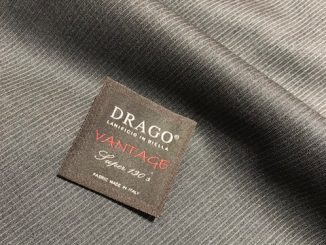 DRAGO®
LANIFICIO IN BIELLA
VANTAGE
Super 130's
FABRIC MADE IN ITALY